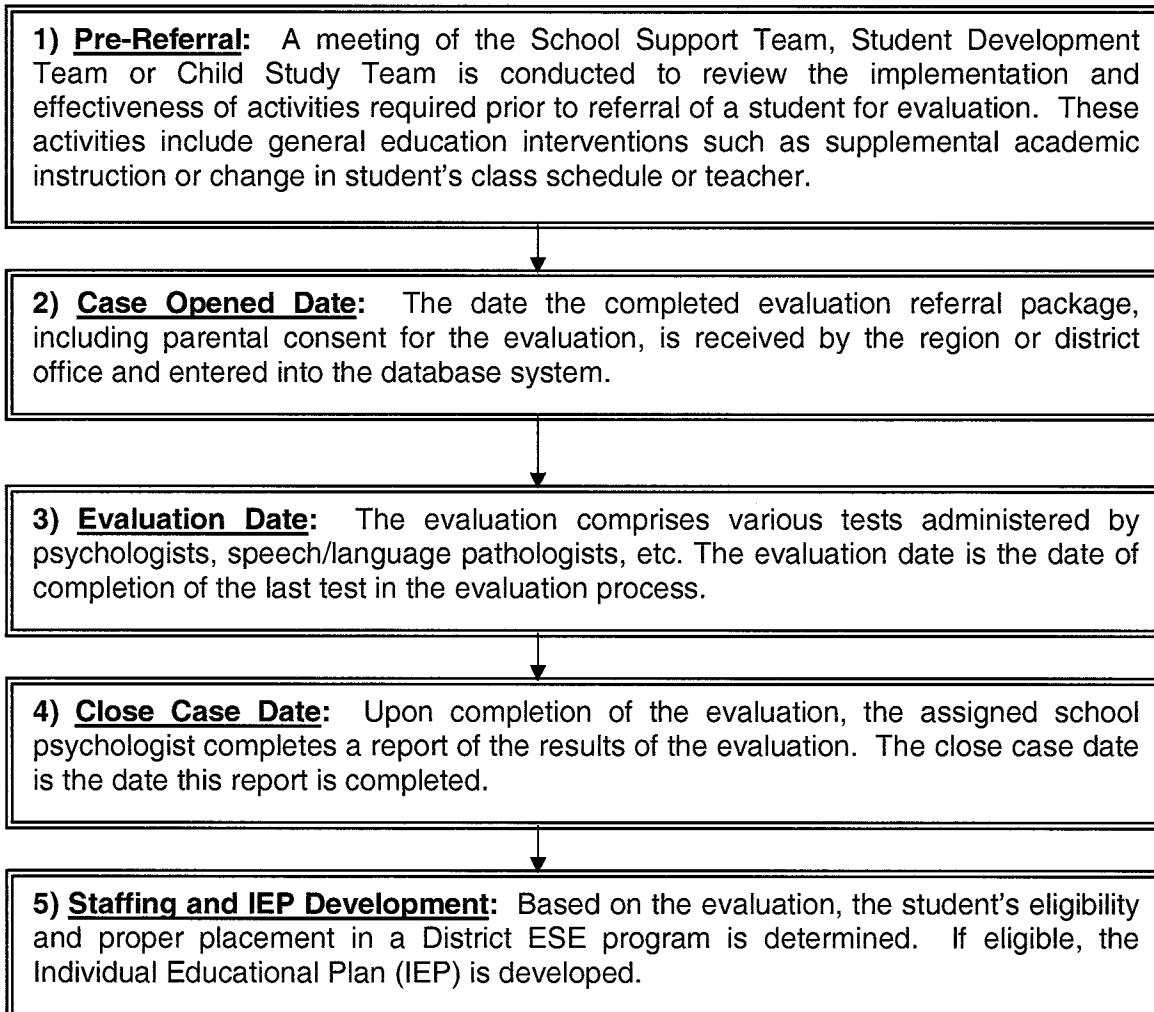 1) Pre-Referral: A meeting of the School Support Team, Student Development
Team or Child Study Team is conducted to review the implementation and
effectiveness of activities required prior to referral of a student for evaluation. These
activities include general education interventions such as supplemental academic
instruction or change in student's class schedule or teacher.
2) Case Opened Date: The date the completed evaluation referral package,
including parental consent for the evaluation, is received by the region or district
office and entered into the database system.
3) Evaluation Date: The evaluation comprises various tests administered by
psychologists, speech/language pathologists, etc. The evaluation date is the date of
completion of the last test in the evaluation process.
4) Close Case Date: Upon completion of the evaluation, the assigned school
psychologist completes a report of the results of the evaluation. The close case date
is the date this report is completed.
5) Staffing and IEP Development: Based on the evaluation, the student's eligibility
and proper placement in a District ESE program is determined. If eligible, the
Individual Educational Plan (IEP) is developed.